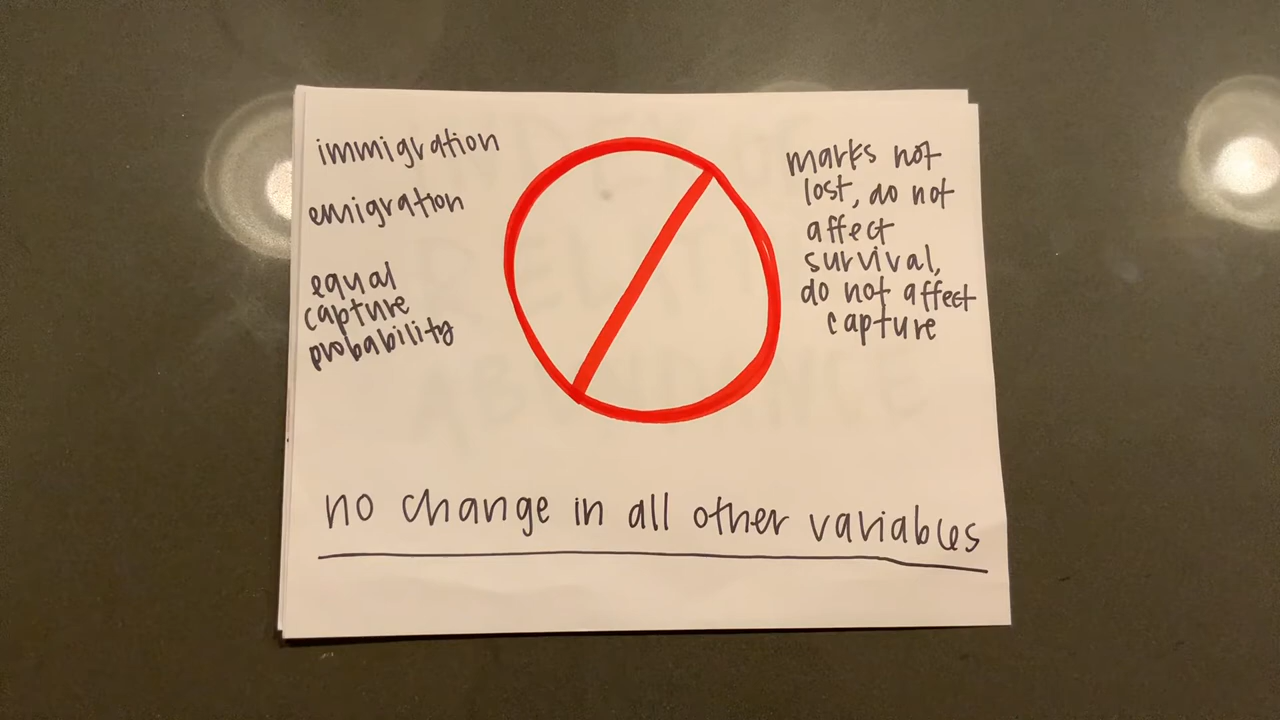 immigration
emigration
equal
capture
probability
marks not
lost, do not
affect
survival,
do not affect
capture
no change in all other variables